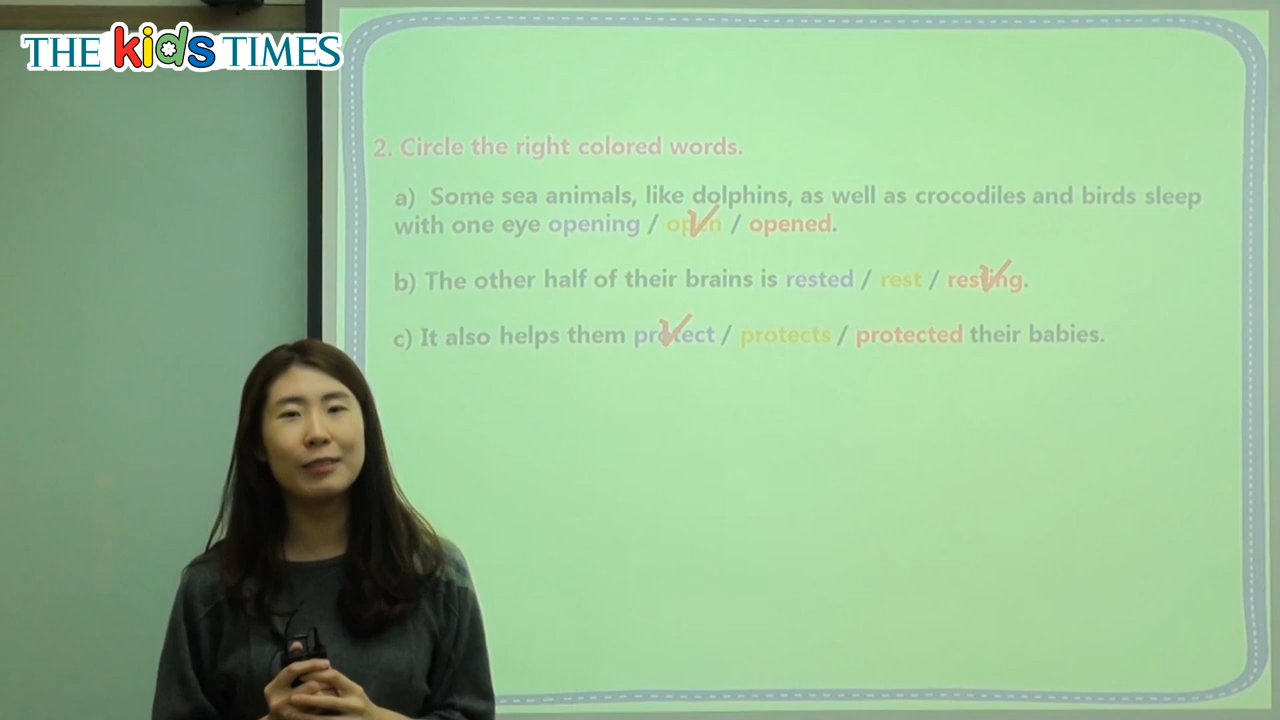 THE kids TIMES
2. Circle the right colored words.
a) Some sea animals, like dolphins, as well as crocodiles and birds sleep
with one eye opening / open / opened.
b) The other half of their brains is rested / rest / resting.
c) It also helps them protect / protects / protected their babies.